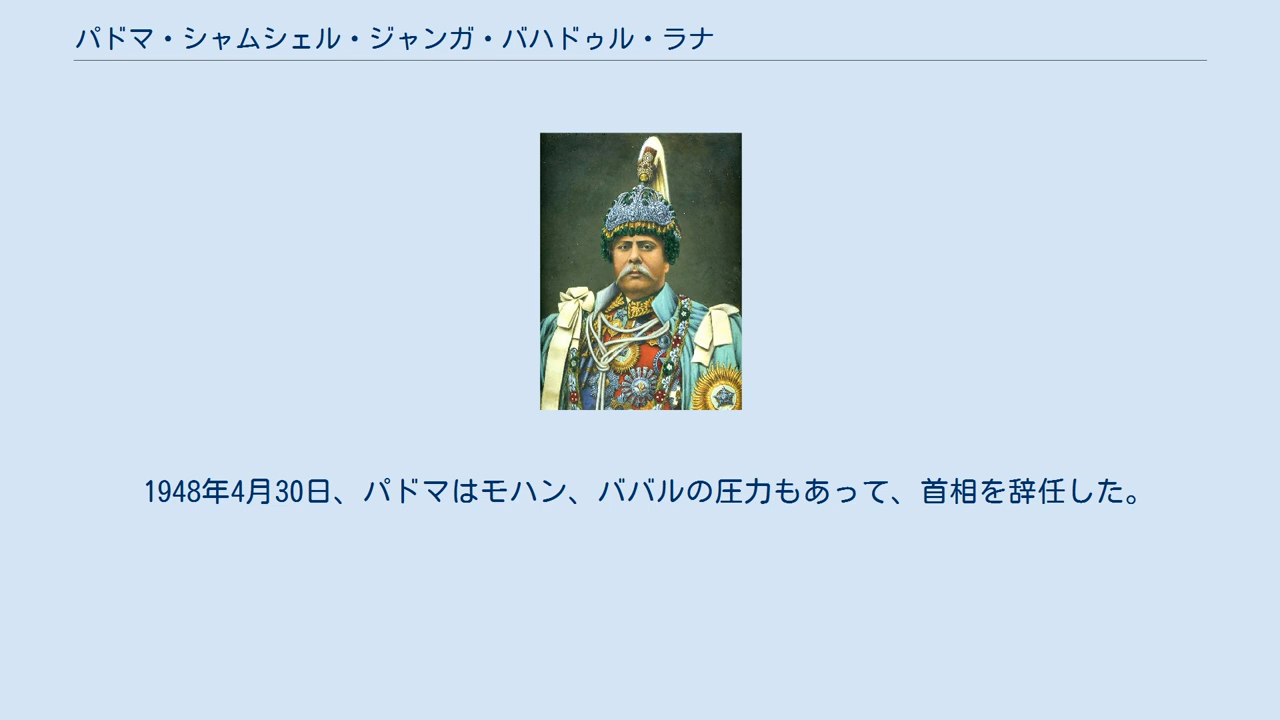 パドマ・シャムシェル・ジャンガ・バハドゥル・ラナ
1948年4月30日、パドマはモハン、ババルの圧力もあって、首相を辞任した。